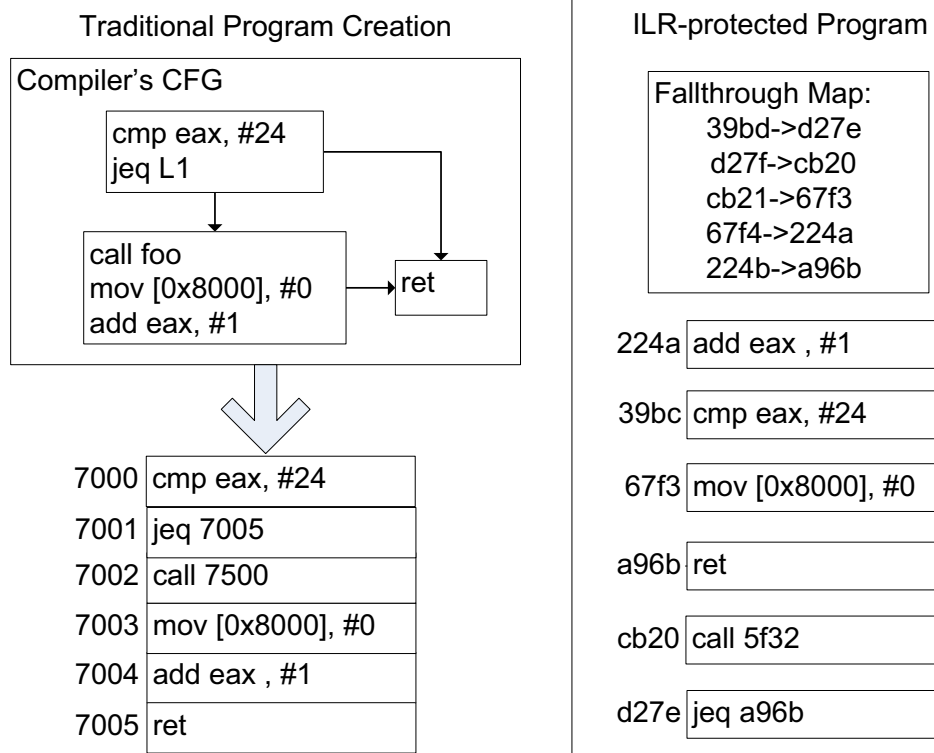 Traditional Program Creation
Compiler's CFG
cmp eax, #24
jeq L1
call foo
mov [0x8000], #0
add eax, #1
ret
7000 cmp eax, #24
7001 jeq 7005
7002 call 7500
7003 mov [0x8000], #0
7004 add eax , #1
7005 ret
ILR-protected Program
Fallthrough Map:
39bd->d27e
d27f->cb20
cb21->67f3
67f4->224a
224b->a96b
224a add eax , #1
39bc cmp eax, #24
67f3 mov [0x8000], #0
a96b ret
cb20 call 5f32
d27e jeq a96b